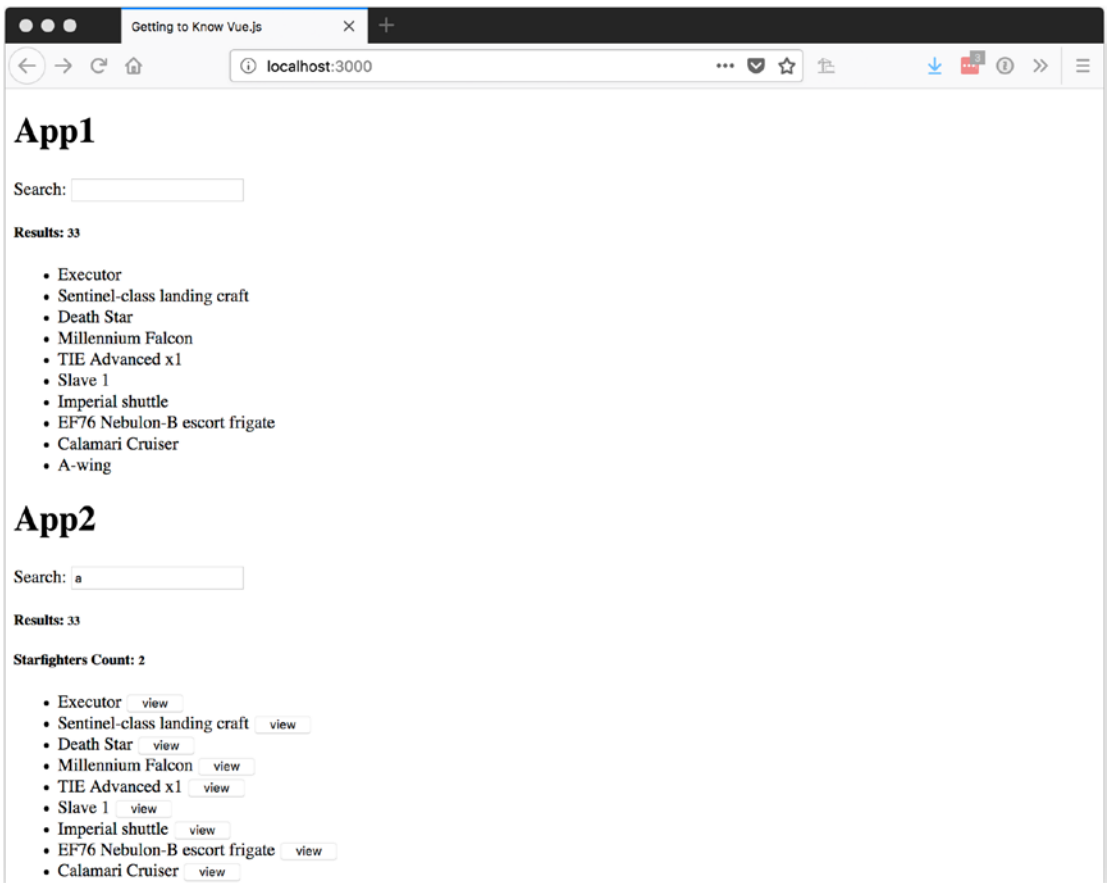 Getting to Know Vue.js
localhost:3000
3
App1
Search:
Results: 33
Executor
Sentinel-class landing craft
Death Star
Millennium Falcon
TIE Advanced x1
Slave 1
Imperial shuttle
EF76 Nebulon-B escort frigate
Calamari Cruiser
A-wing
App2
Search: a
Results: 33
Starfighters Count: 2
Executor view
Sentinel-class landing craft view
Death Star view
Millennium Falcon view
TIE Advanced x1 view
Slave 1 view
Imperial shuttle view
EF76 Nebulon-B escort frigate view
Calamari Cruiser view